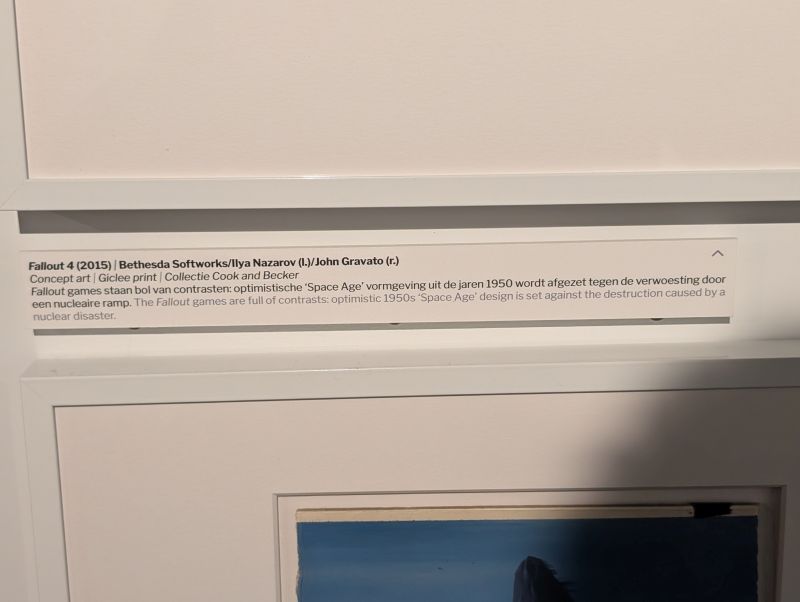 Fallout 4 (2015) | Bethesda Softworks/Ilya Nazarov (l.)/John Gravato (r.)
Concept art | Giclee print | Collectie Cook and Becker
Fallout games staan bol van contrasten: optimistische ‘Space Age’ vormgeving uit de jaren 1950 wordt afgezet tegen de verwoesting door
een nucleaire ramp. The Fallout games are full of contrasts: optimistic 1950s ‘Space Age’ design is set against the destruction caused by a
nuclear disaster.